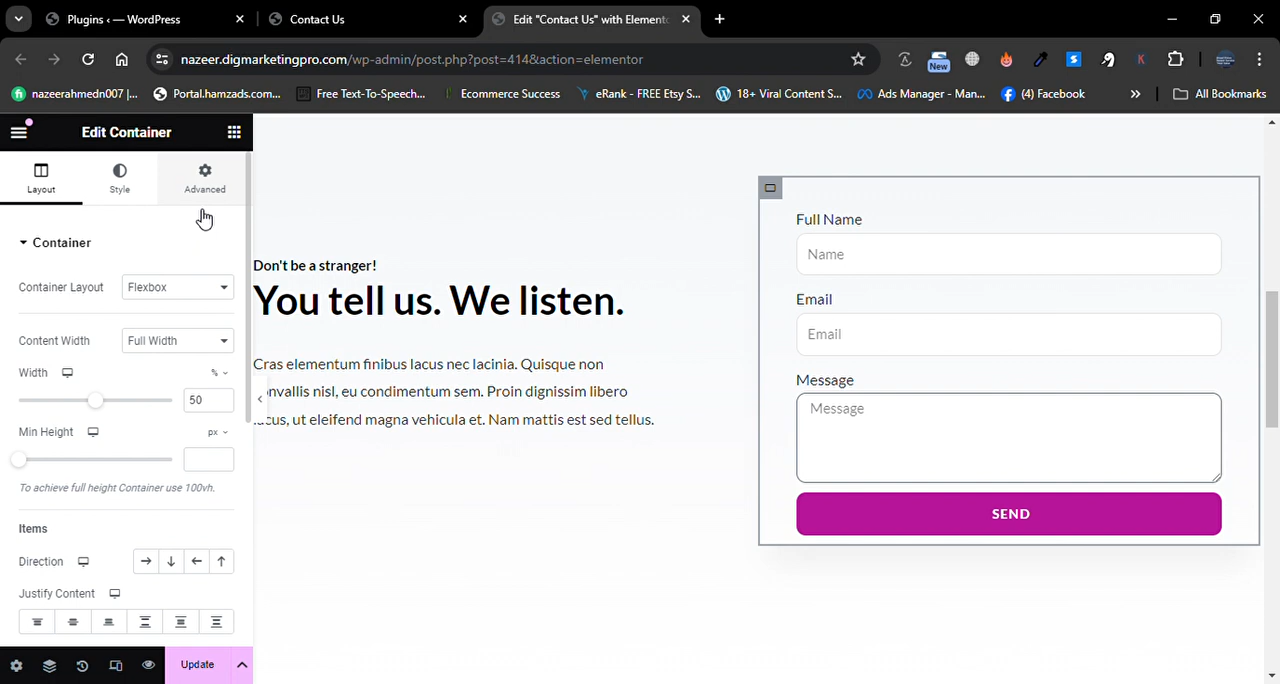 Plugins ‹ — WordPress
Contact Us
Edit "Contact Us" with Elemento
nazeer.digmarketingpro.com/wp-admin/post.php?post=414&action=elementor
New
nazeerahmedn007 |...
Portal.hamzads.com...
Free Text-To-Speech...
Ecommerce Success
eRank - FREE Etsy S...
18+ Viral Content S...
Ads Manager - Man...
(4) Facebook
All Bookmarks
Edit Container
Layout
Style
Advanced
Container
Container Layout
Flexbox
Content Width
Full Width
Width
%
50
Min Height
px
To achieve full height Container use 100vh.
Items
Direction
Justify Content
Update
Don't be a stranger!
You tell us. We listen.
Cras elementum finibus lacus nec lacinia. Quisque non
convallis nisl, eu condimentum sem. Proin dignissim libero
lacus, ut eleifend magna vehicula et. Nam mattis est sed tellus.
Full Name
Name
Email
Email
Message
Message
SEND